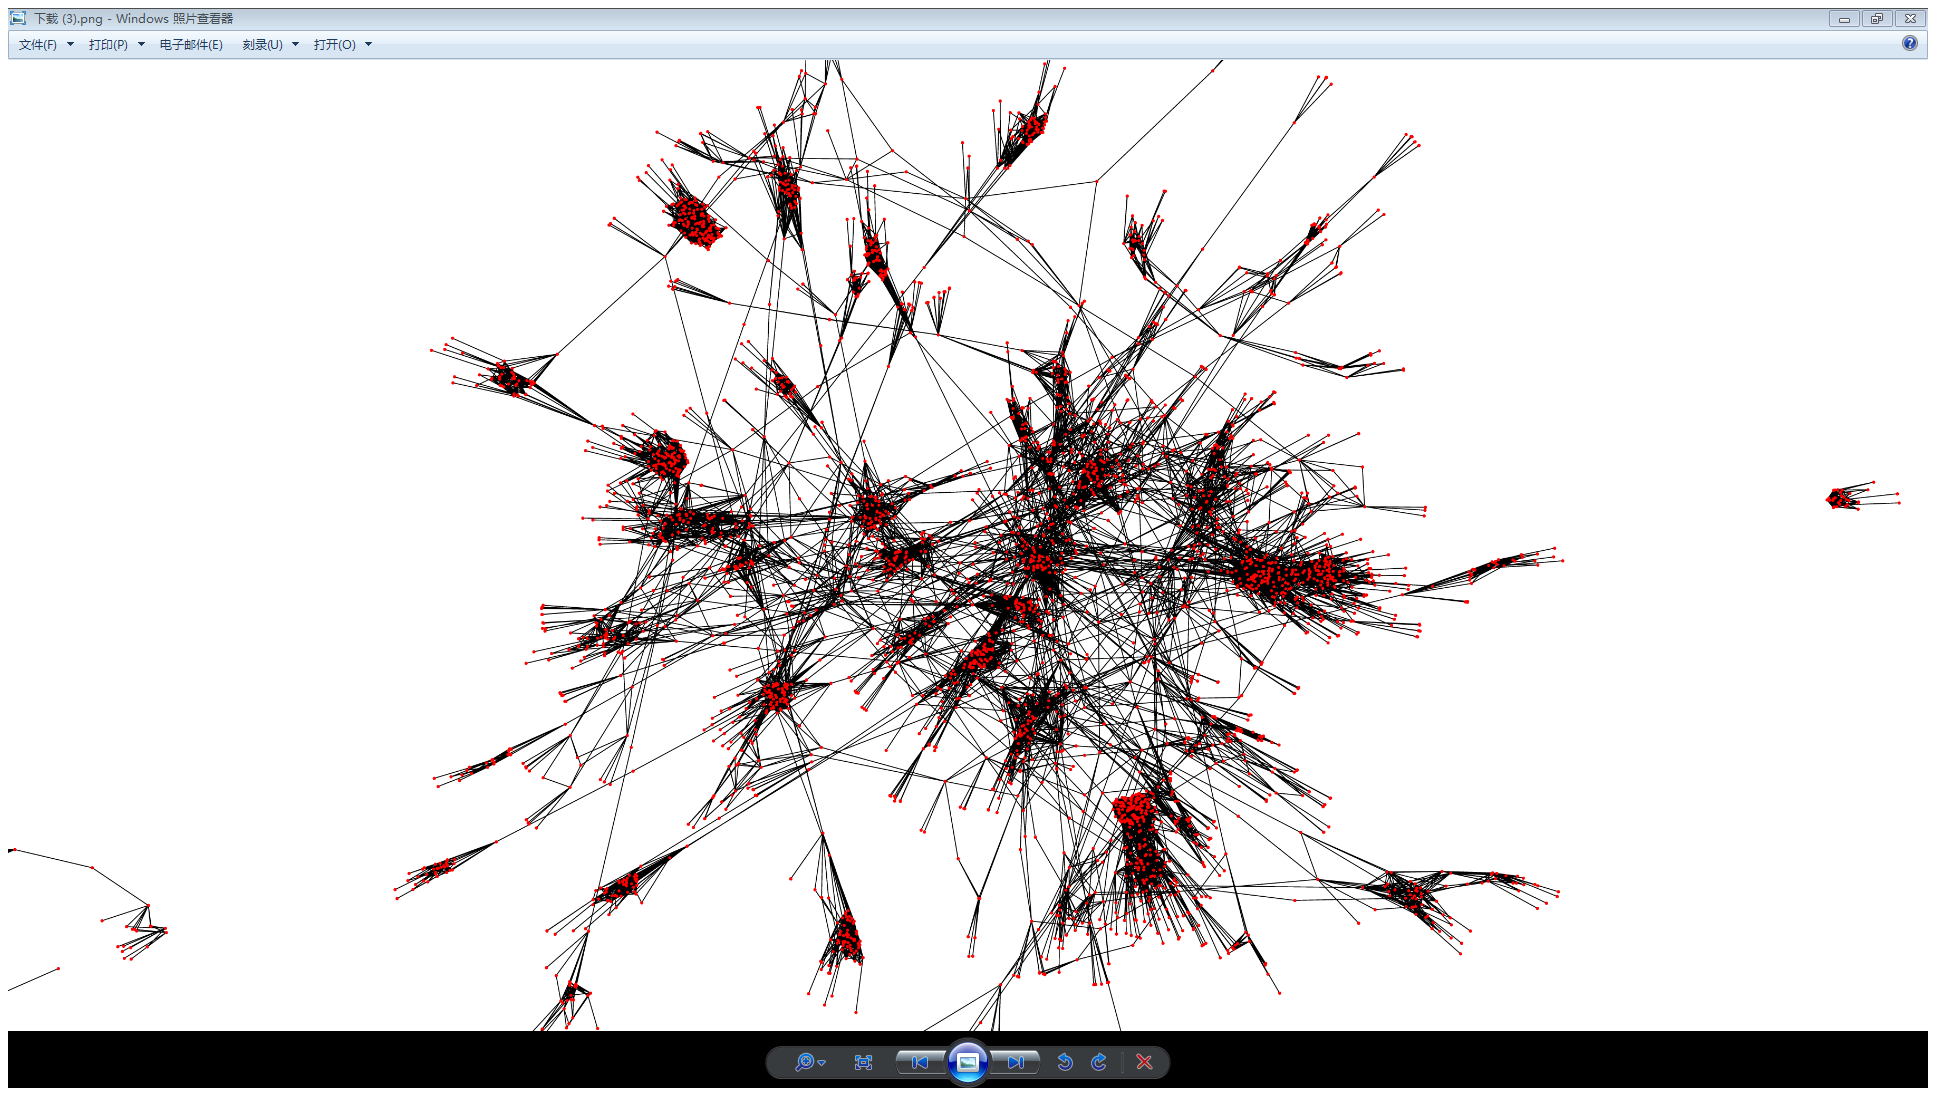 下载 (3).png - Windows 照片查看器
文件(F) 打印(P) 电子邮件(E) 刻录(U) 打开(O)